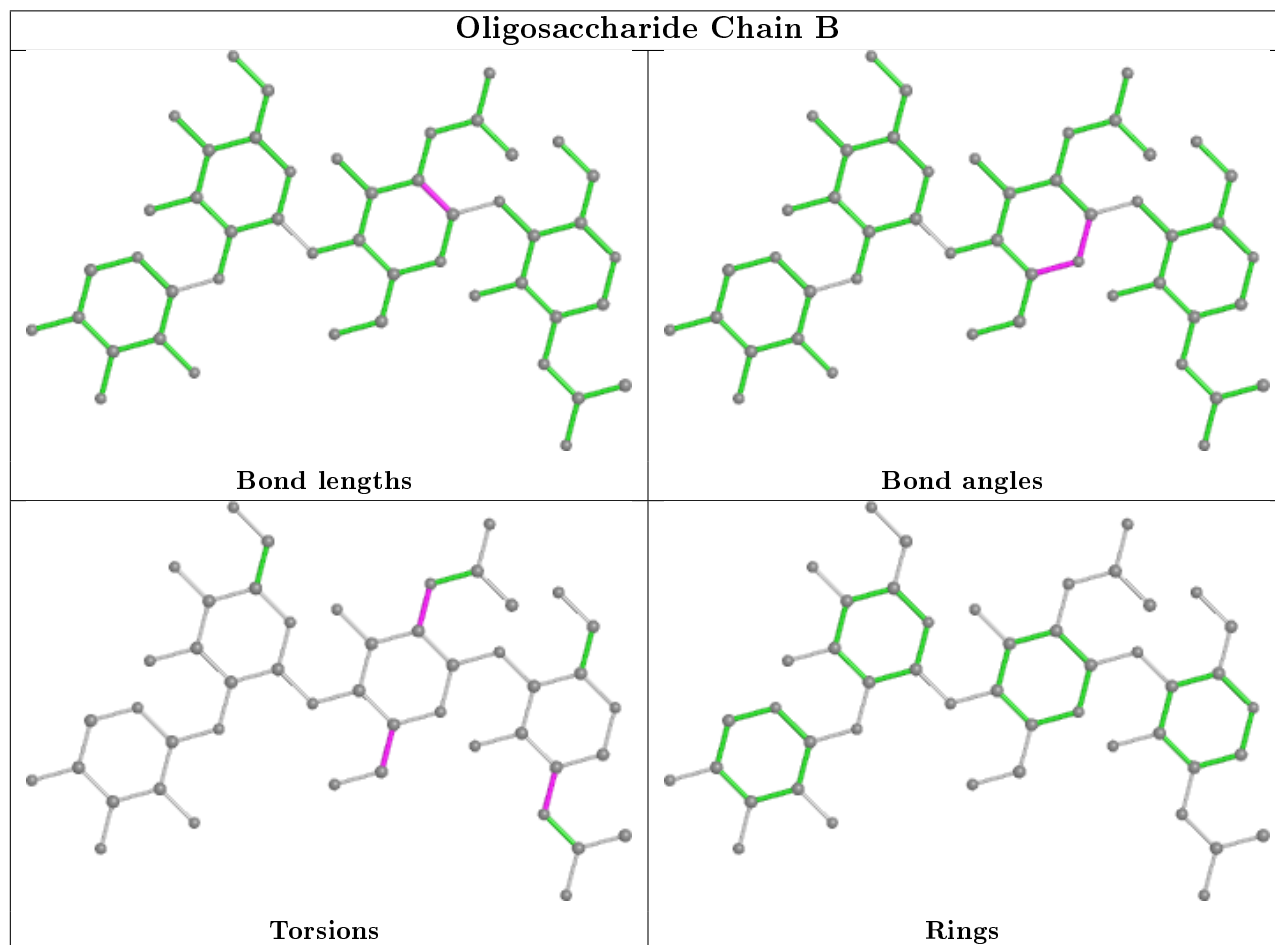 Oligosaccharide Chain B
Bond lengths
Bond angles
Torsions
Rings